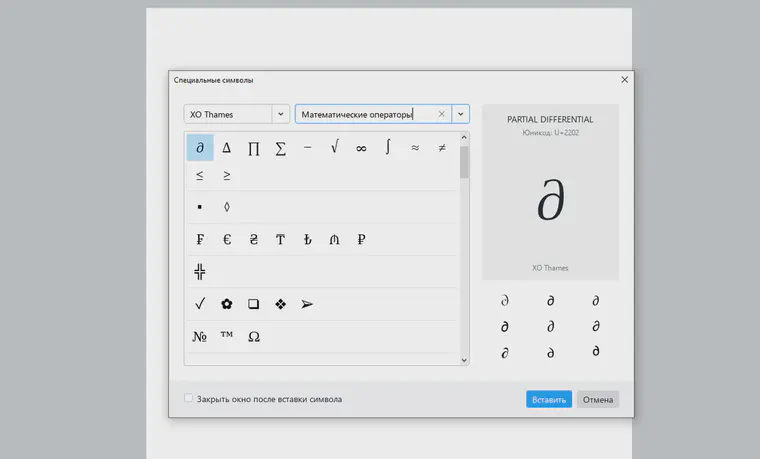 Специальные символы
XO Thames
Математические операторы
PARTIAL DIFFERENTIAL
Юникод: U+2202
∂ ∆ ∏ ∑ − √ ∞ ∫ ≈ ≠
≤ ≥
▪ ◊
₣ € ₴ ₸ ₺ ₼ ₽
╬
✓ ✿ ❑ ❖ ➢
№ ™ Ω
∂
XO Thames
∂ ∂ ∂
∂ ∂ ∂
∂ ∂ ∂
Закрыть окно после вставки символа
Вставить
Отмена